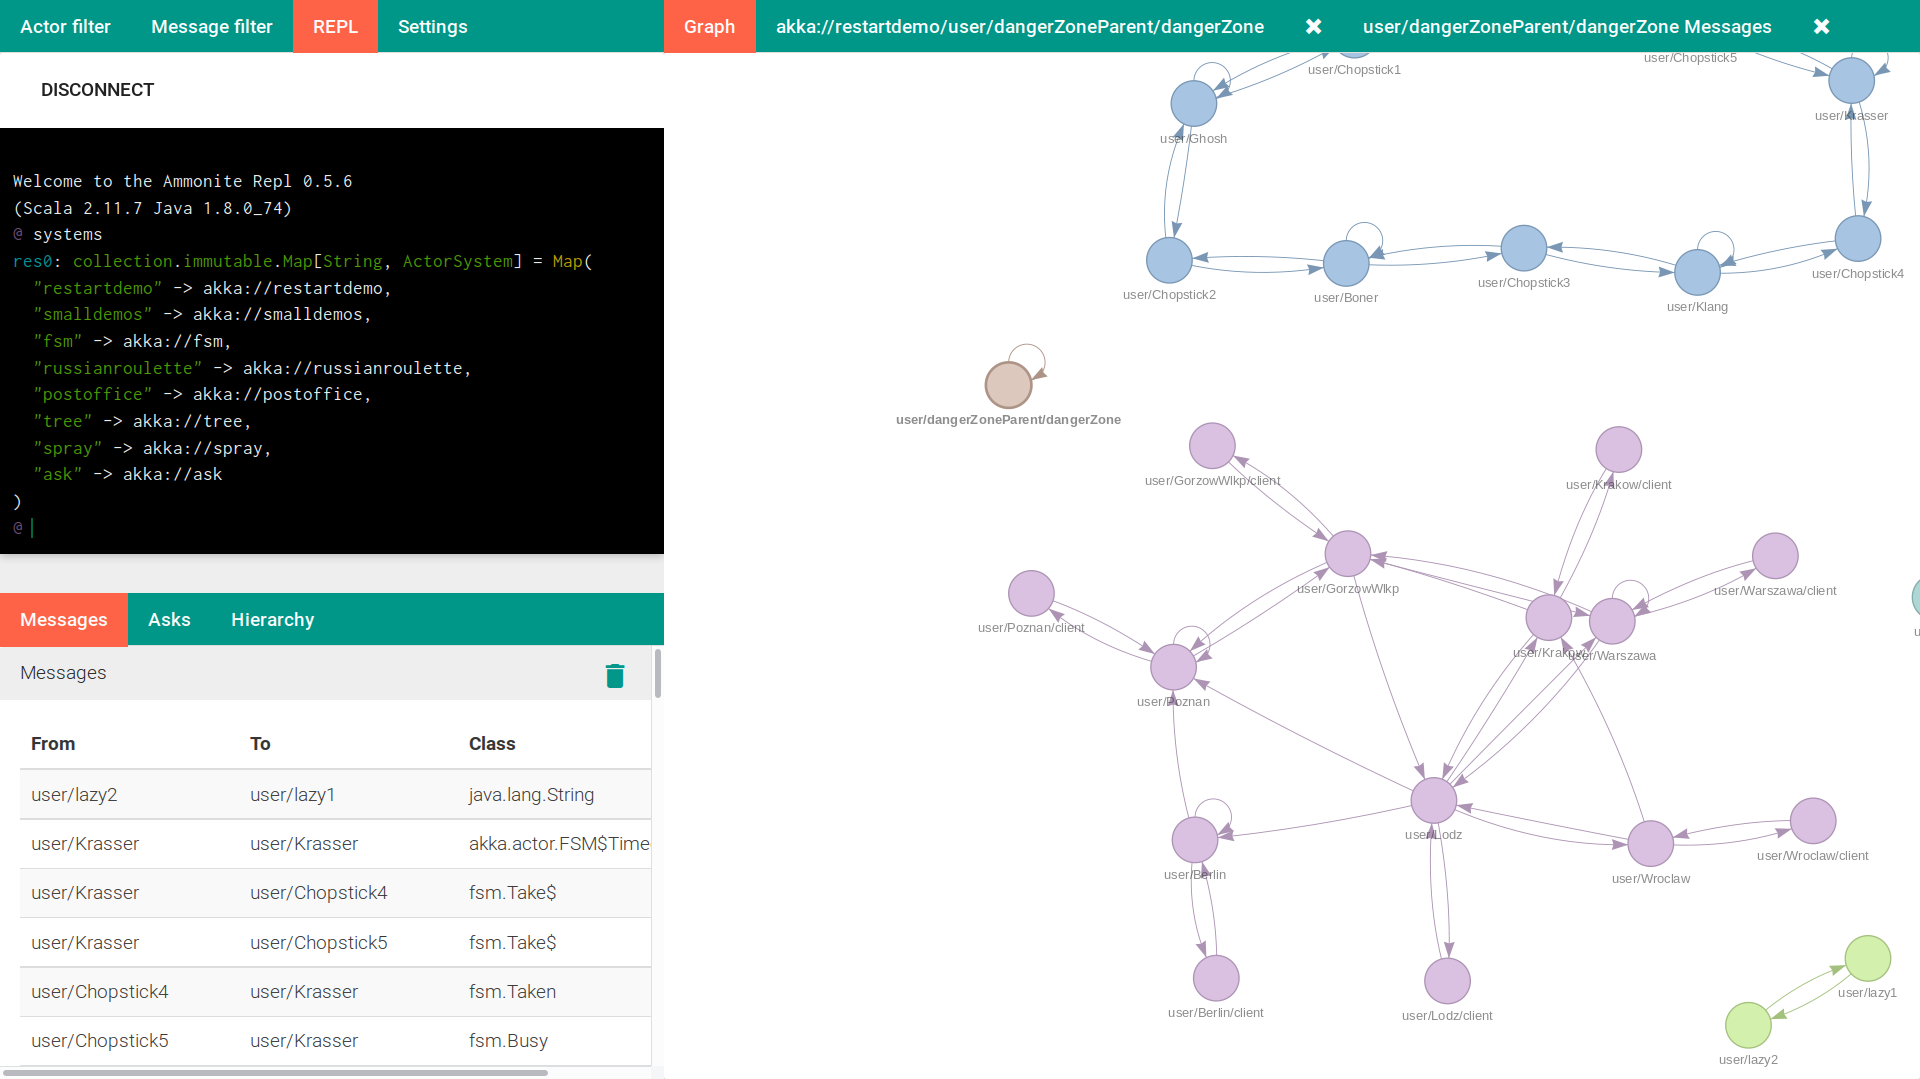 Actor filter Message filter REPL Settings
DISCONNECT
Welcome to the Ammonite Repl 0.5.6
(Scala 2.11.7 Java 1.8.0_74)
@ systems
res0: collection.immutable.Map[String, ActorSystem] = Map(
"restartdemo" -> akka://restartdemo,
"smalldemos" -> akka://smalldemos,
"fsm" -> akka://fsm,
"russianroulette" -> akka://russianroulette,
"postoffice" -> akka://postoffice,
"tree" -> akka://tree,
"spray" -> akka://spray,
"ask" -> akka://ask
)
@
Messages Asks Hierarchy
Messages
From To Class
user/lazy2 user/lazy1 java.lang.String
user/Krasser user/Krasser akka.actor.FSM$Time
user/Krasser user/Chopstick4 fsm.Take$
user/Krasser user/Chopstick5 fsm.Take$
user/Chopstick4 user/Krasser fsm.Taken
user/Chopstick5 user/Krasser fsm.Busy
Graph akka://restartdemo/user/dangerZoneParent/dangerZone ✖ user/dangerZoneParent/dangerZone Messages ✖
user/Chopstick5
user/Chopstick1
user/Krasser
user/Ghosh
user/Chopstick4
user/Chopstick3
user/Chopstick2
user/Boner
user/Klang
user/dangerZoneParent/dangerZone
user/GorzowWlkp/client
user/Krakow/client
user/GorzowWlkp
user/Warszawa/client
user/Poznan/client
u
user/Krakow
user/Warszawa
user/Poznan
user/Lodz
user/Wroclaw/client
user/Berlin
user/Wroclaw
user/lazy1
user/Berlin/client
user/Lodz/client
user/lazy2